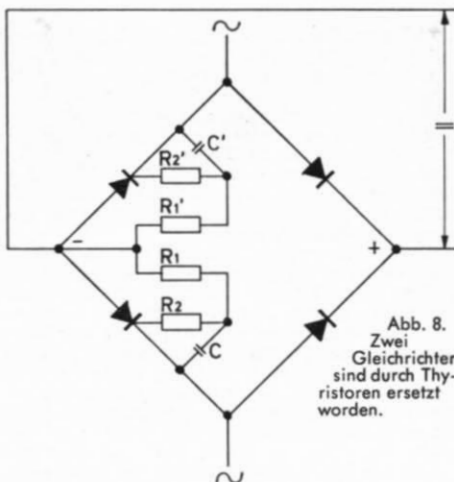 ~
C'
R2'
R1'
-
+
R1
R2
C
=
Abb. 8.
Zwei
Gleichrichter
sind durch Thy-
ristoren ersetzt
worden.
~